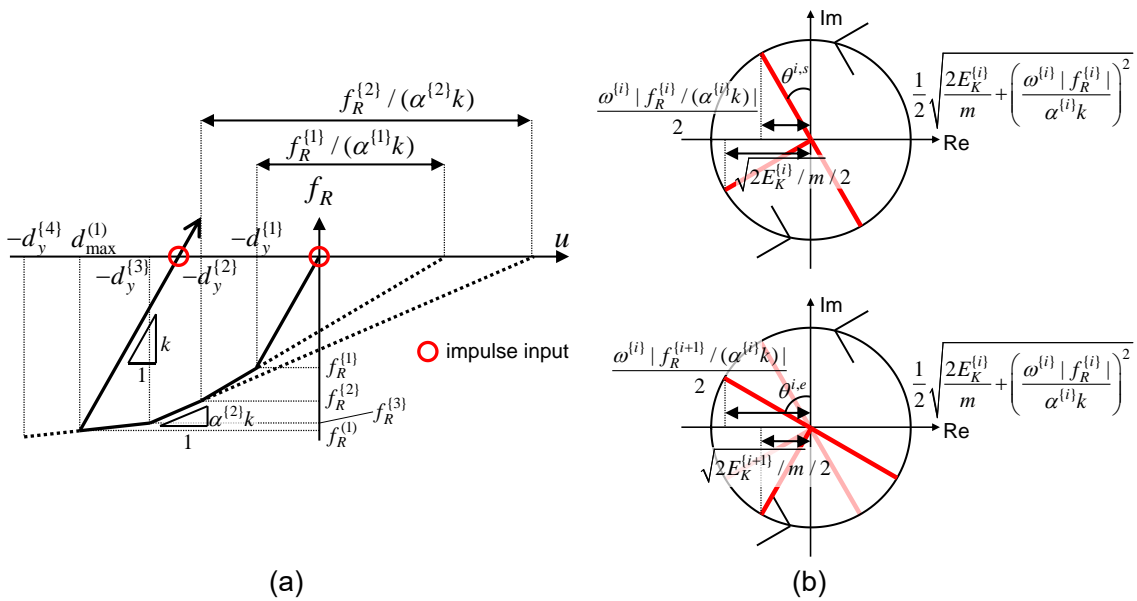 f_R^{2} / (α^{2}k)
f_R^{1} / (α^{1}k)
f_R
−d_y^{4} d_max^(1) −d_y^{1} u
−d_y^{3} −d_y^{2}
k
1
impulse input
f_R^{1}
f_R^{2}
f_R^{3}
α^{2}k
f_R^(1)
1
(a)
Im
θ^{i,s}
ω^{i} | f_R^{i} / (α^{i}k) | / 2
1/2 √(2E_K^{i}/m + (ω^{i} | f_R^{i} | / α^{i}k)^2)
Re
√(2E_K^{i} / m) / 2
Im
θ^{i,e}
ω^{i} | f_R^{i+1} / (α^{i}k) | / 2
1/2 √(2E_K^{i}/m + (ω^{i} | f_R^{i} | / α^{i}k)^2)
Re
√(2E_K^{i+1} / m) / 2
(b)